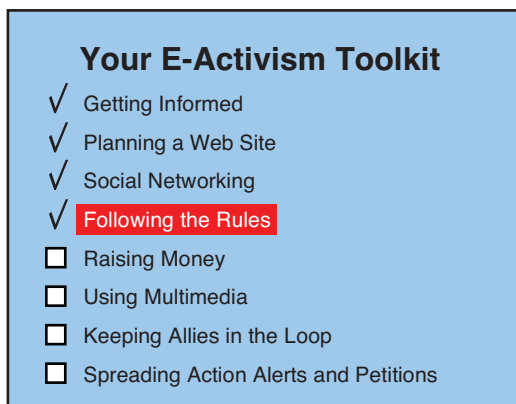 Your E-Activism Toolkit
Getting Informed
Planning a Web Site
Social Networking
Following the Rules
Raising Money
Using Multimedia
Keeping Allies in the Loop
Spreading Action Alerts and Petitions